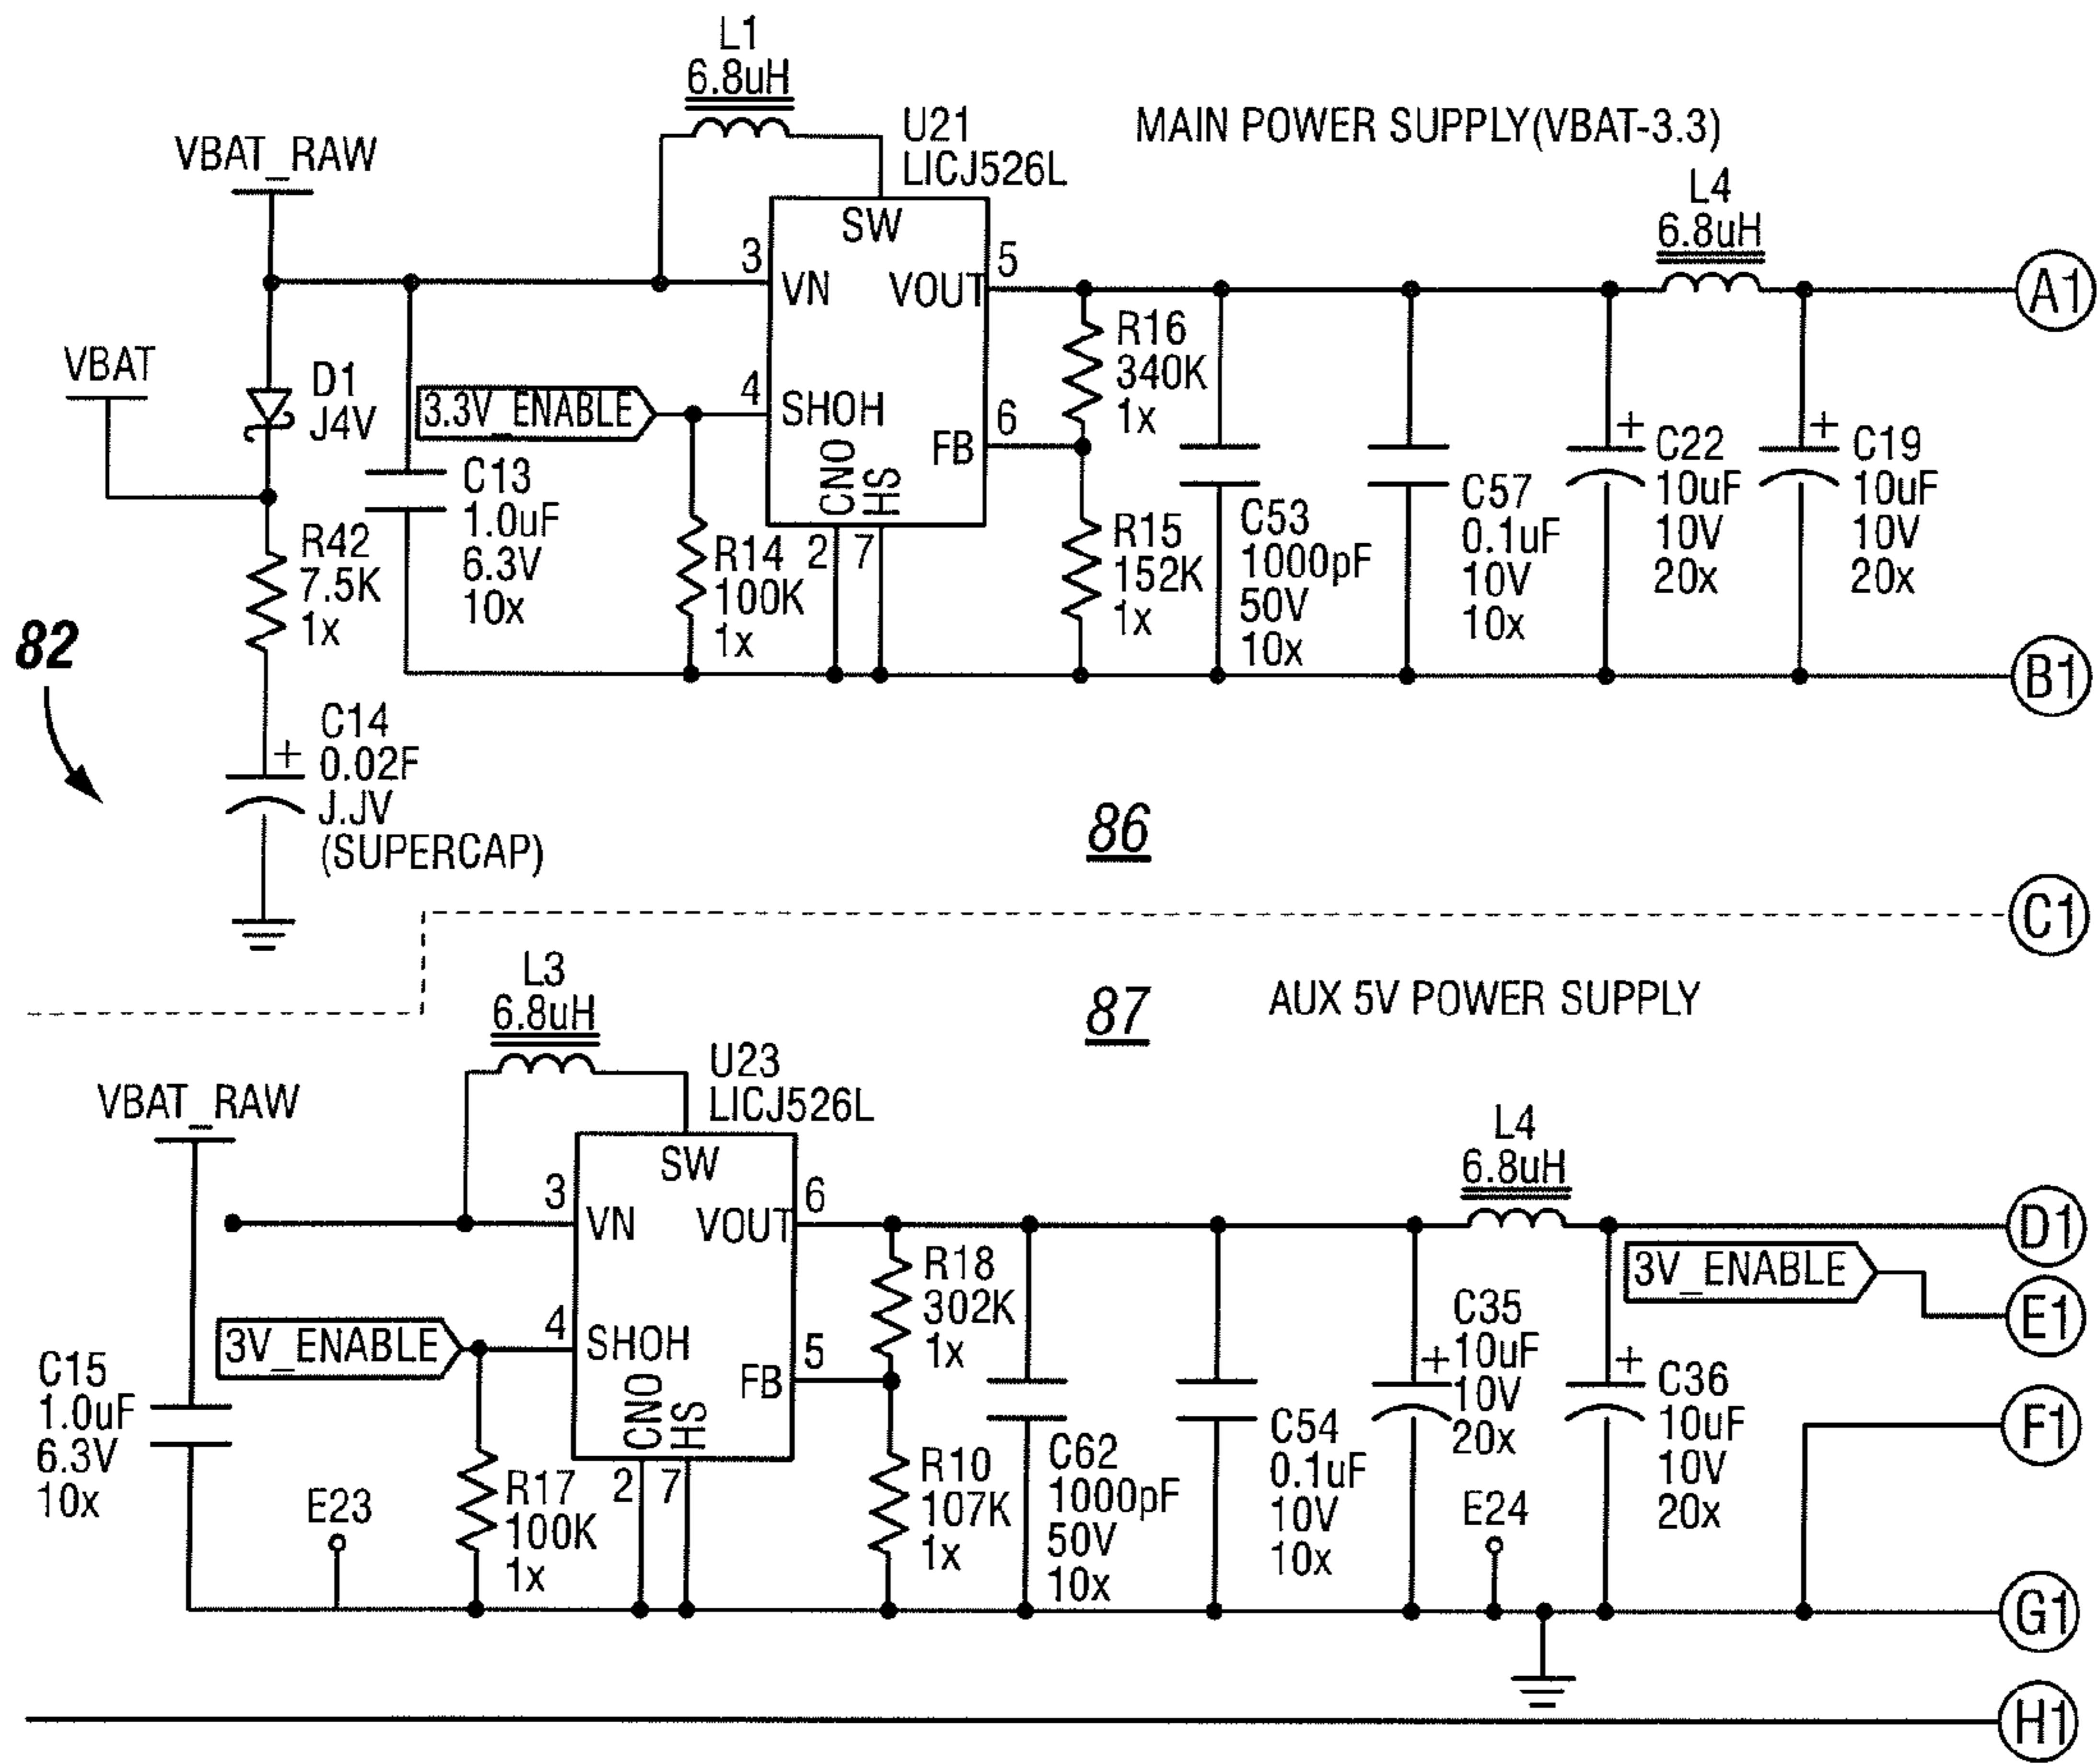 L1
6.8uH
VBAT_RAW
U21
LICJ526L
MAIN POWER SUPPLY(VBAT-3.3)
L4
6.8uH
SW
3
VN
VOUT
5
A1
VBAT
D1
J4V
3.3V_ENABLE
4
SHOH
R16
340K
1x
6
FB
CNO
HS
C13
1.0uF
6.3V
10x
R42
7.5K
1x
R14
100K
1x
2
7
R15
152K
1x
C53
1000pF
50V
10x
C57
0.1uF
10V
10x
+
C22
10uF
10V
20x
+
C19
10uF
10V
20x
82
B1
+
C14
0.02F
J.JV
(SUPERCAP)
86
C1
L3
6.8uH
87
AUX 5V POWER SUPPLY
VBAT_RAW
U23
LICJ526L
L4
6.8uH
SW
3
VN
VOUT
6
D1
3V_ENABLE
E1
R18
302K
1x
3V_ENABLE
4
SHOH
5
FB
CNO
HS
C15
1.0uF
6.3V
10x
E23
R17
100K
1x
2
7
R10
107K
1x
C62
1000pF
50V
10x
C54
0.1uF
10V
10x
C35
+
10uF
10V
20x
E24
+
C36
10uF
10V
20x
F1
G1
H1